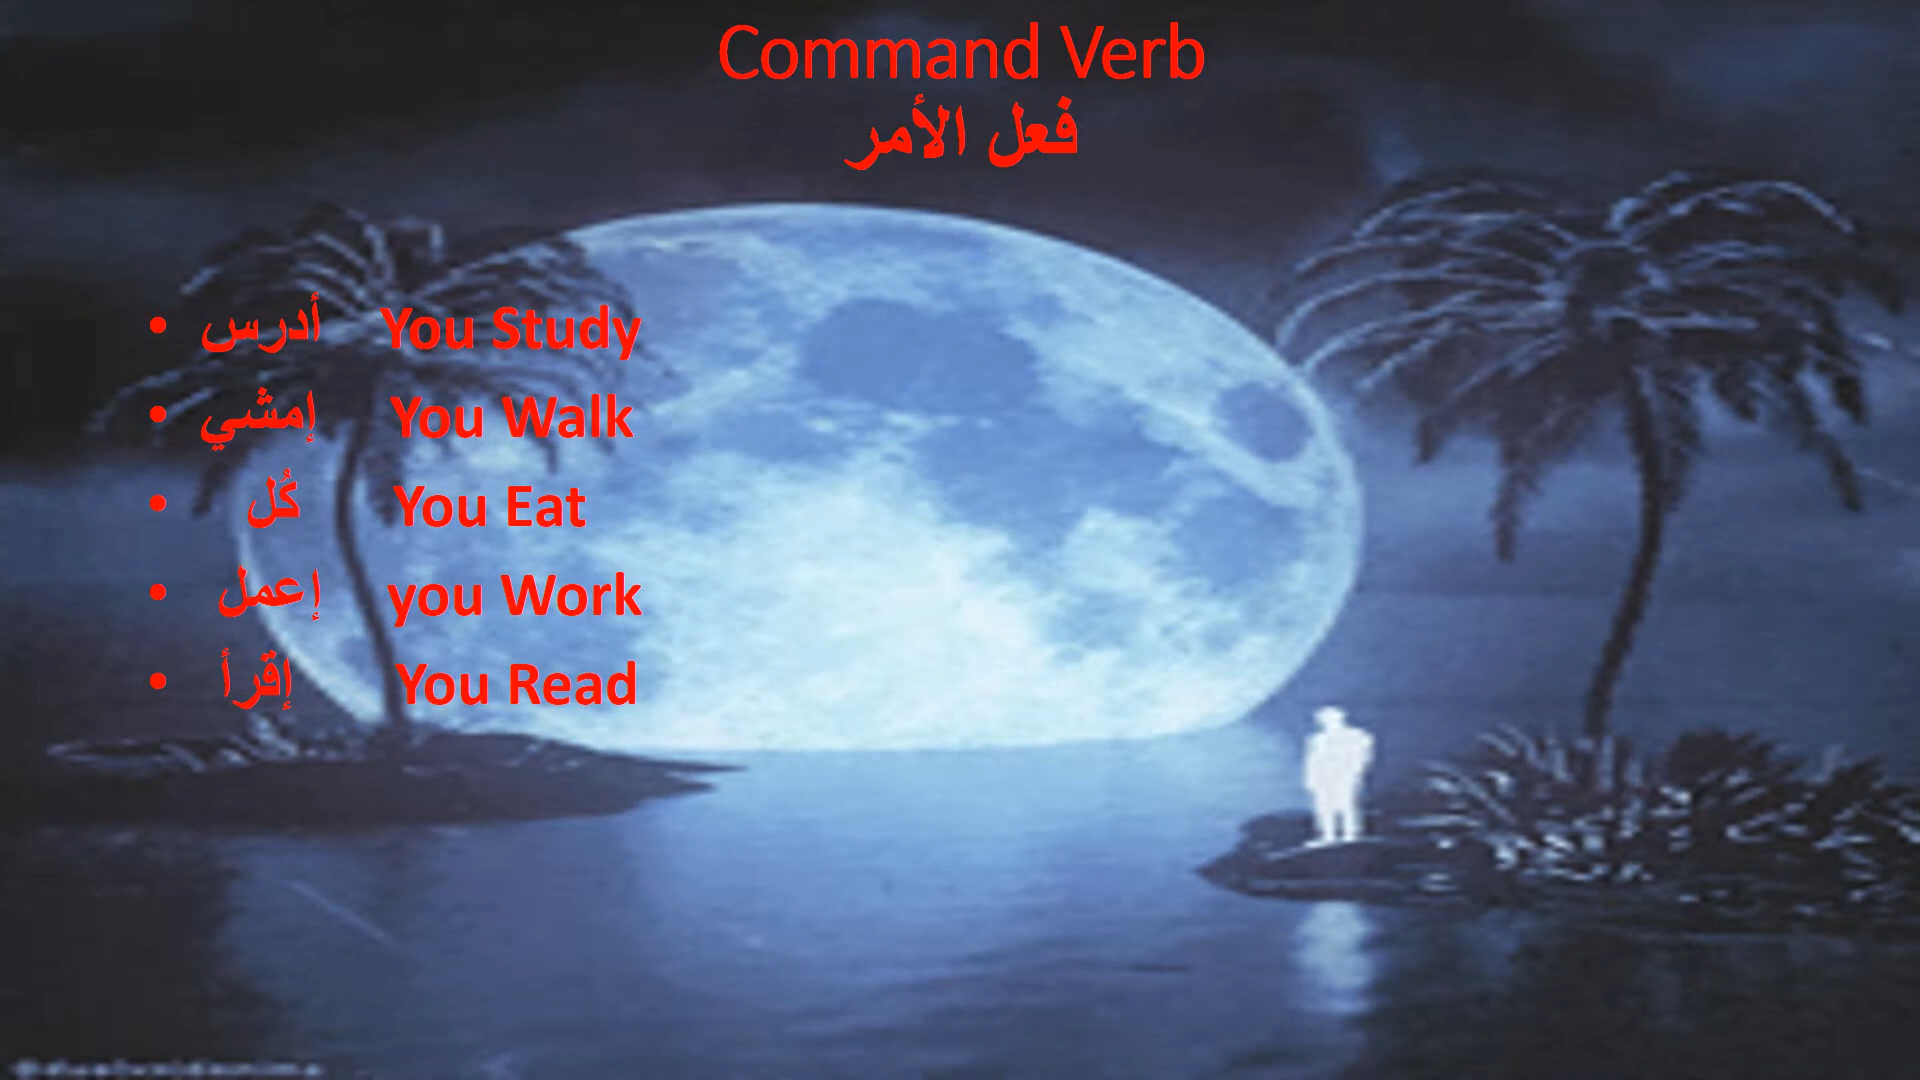 Command Verb
فعل الأمر
• أدرس You Study
• إمشي You Walk
• كُل You Eat
• إعمل you Work
• إقرأ You Read